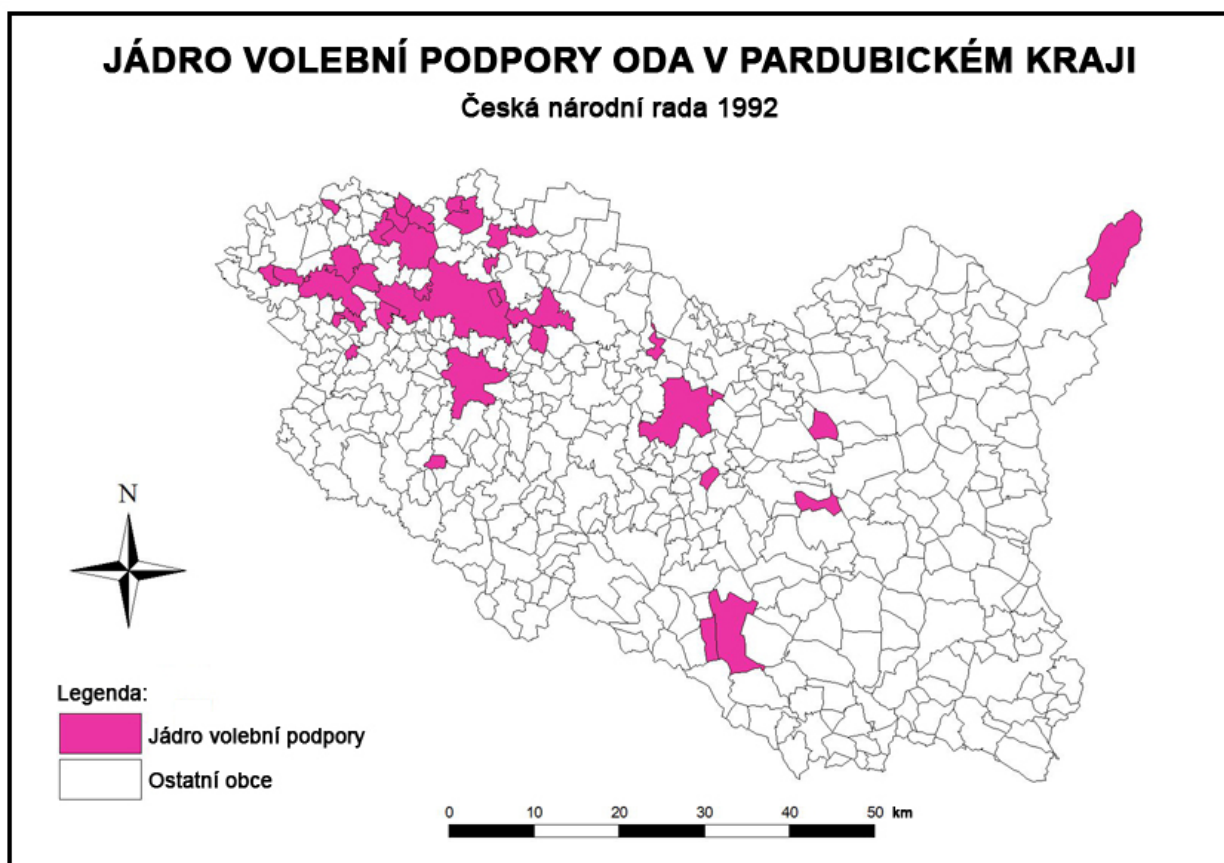 JÁDRO VOLEBNÍ PODPORY ODA V PARDUBICKÉM KRAJI
Česká národní rada 1992
N
Legenda:
Jádro volební podpory
Ostatní obce
0 10 20 30 40 50 km